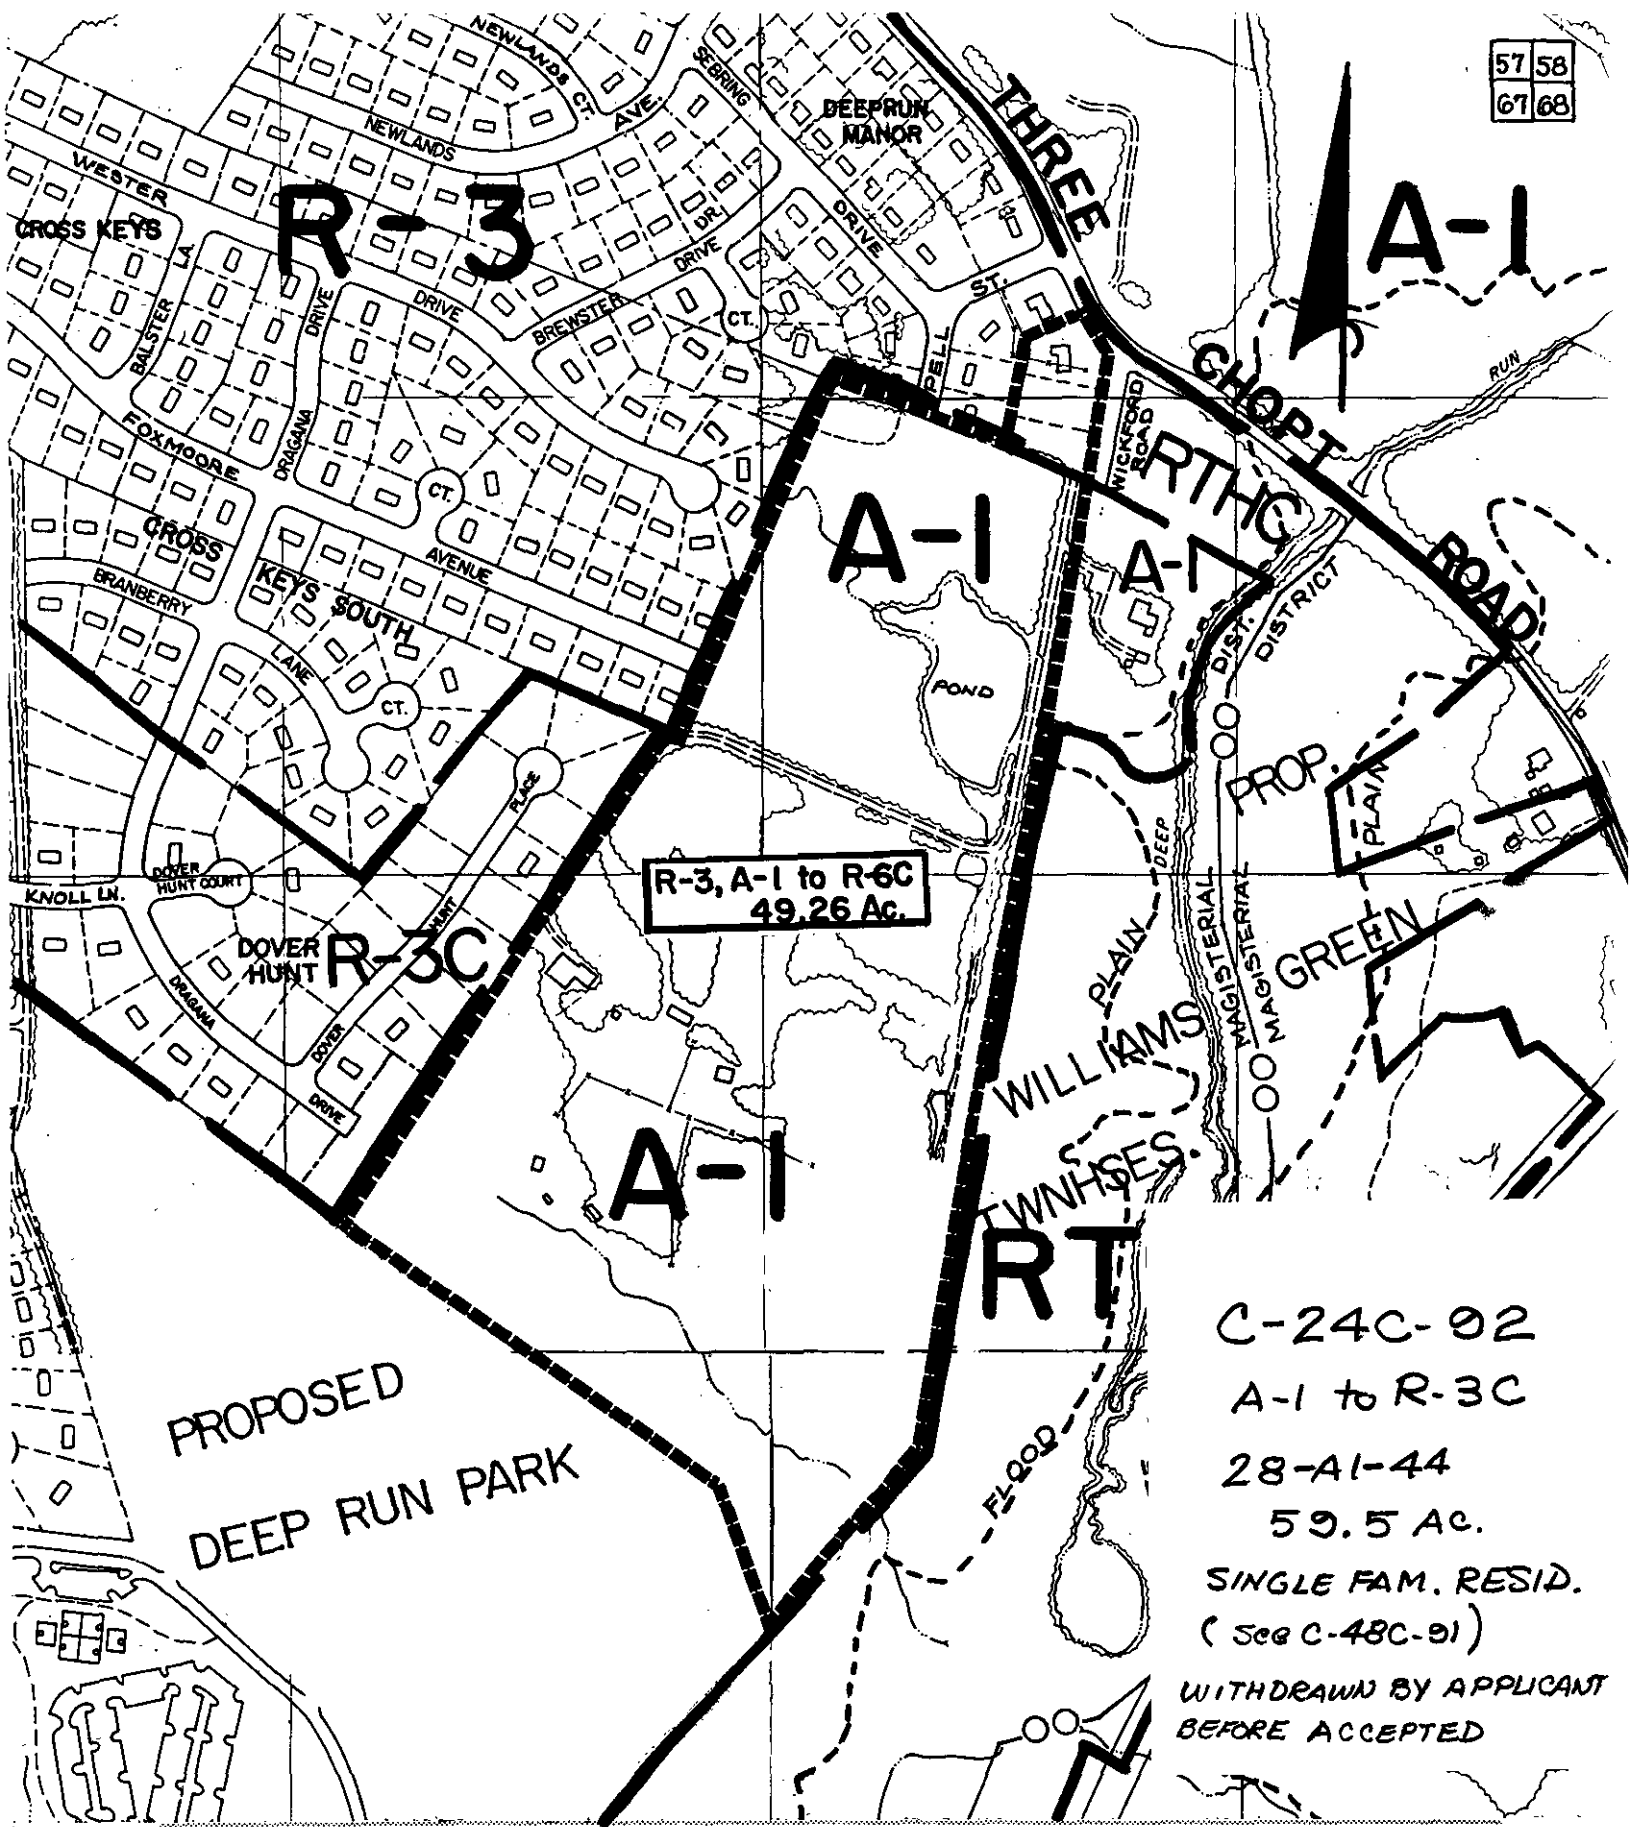 57 58
67 68
NEWLANDS CT.
SEBRING
DEEPRUN
MANOR
THREE
AVE.
NEWLANDS
WESTER
R-3
A-1
CROSS KEYS
LA.
DR.
DRIVE
DRIVE
DRIVE
DRIVE
ST.
BREWSTER
CT.
BALSTER
PELL
CHOPT
RUN
WICKFORD
ROAD
FOXMOORE
DRAGANA
RTHC
CT.
A-1
A-1
CROSS
AVENUE
ROAD
BRANBERRY
KEYS SOUTH
DISTRICT
DIST.
LANE
POND
CT.
PLACE
PROP.
PLAIN
DEEP
DOVER
HUNT COURT
R-3, A-1 to R-6C
49.26 Ac.
KNOLL LN.
HUNT
MAGISTERIAL
MAGISTERIAL
PLAIN
GREEN
DOVER
HUNT
R-3C
DRAGANA
DOVER
WILLIAMS
DRIVE
A-1
TWNHSES.
RT
C-24C-92
A-1 to R-3C
PROPOSED
28-A1-44
FLOOD
59.5 AC.
DEEP RUN PARK
SINGLE FAM. RESID.
(see C-48C-91)
WITHDRAWN BY APPLICANT
BEFORE ACCEPTED